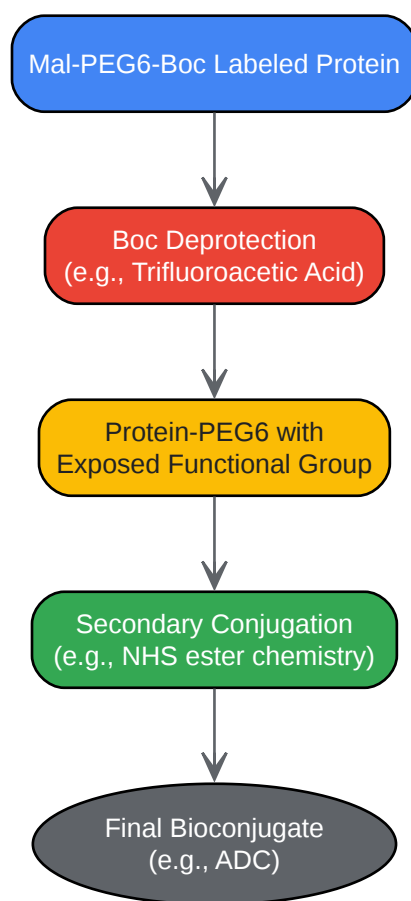 Mal-PEG6-Boc Labeled Protein
Boc Deprotection
(e.g., Trifluoroacetic Acid)
Protein-PEG6 with
Exposed Functional Group
Secondary Conjugation
(e.g., NHS ester chemistry)
Final Bioconjugate
(e.g., ADC)